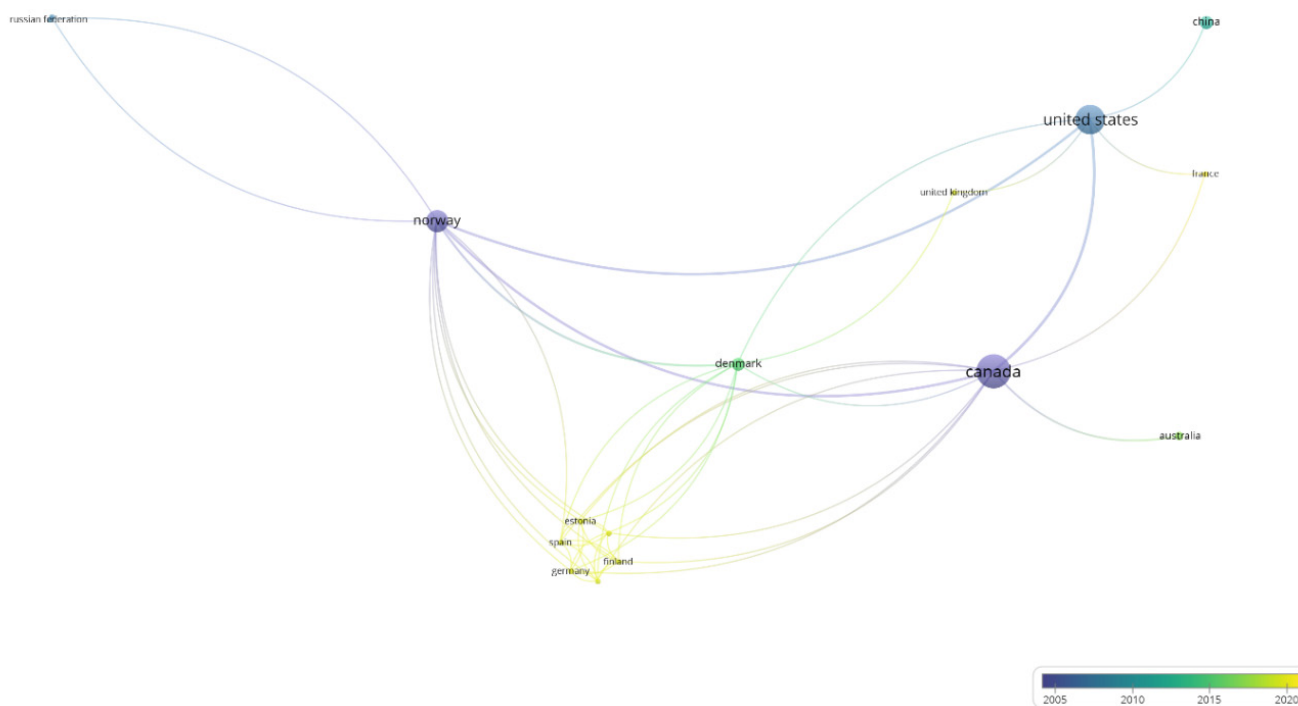 russian federation
china
united states
united kingdom
france
norway
denmark
canada
australia
estonia
spain
finland
germany
2005
2010
2015
2020